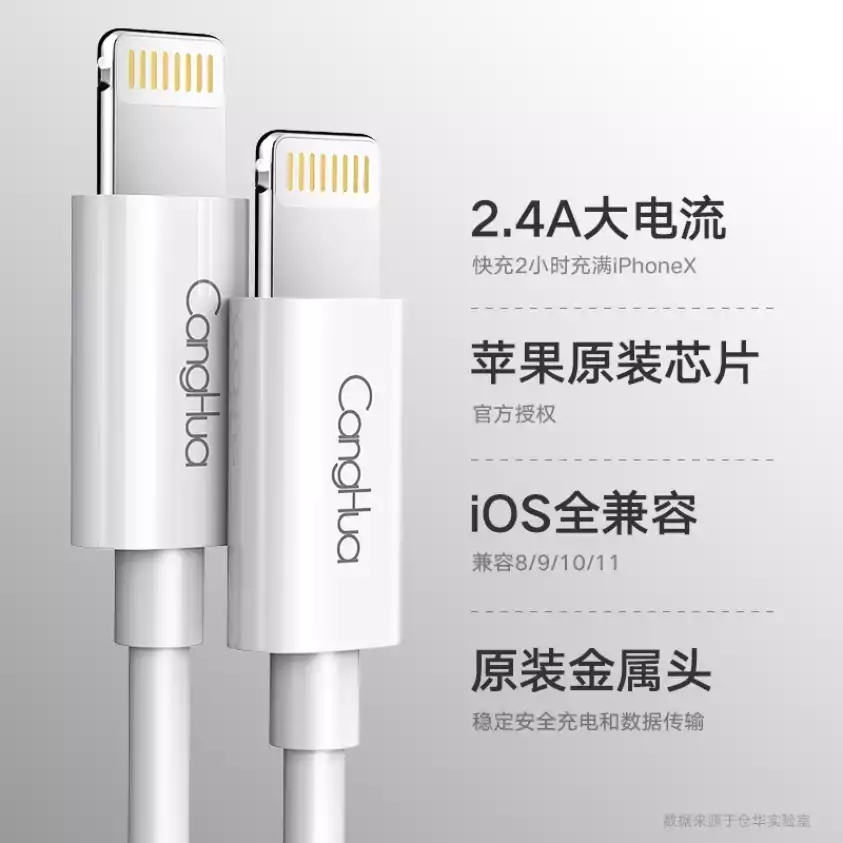 CangHua
CangHua
2.4A大电流
快充2小时充满iPhoneX
苹果原装芯片
官方授权
iOS全兼容
兼容8/9/10/11
原装金属头
稳定安全充电和数据传输
数据来源于仓华实验室